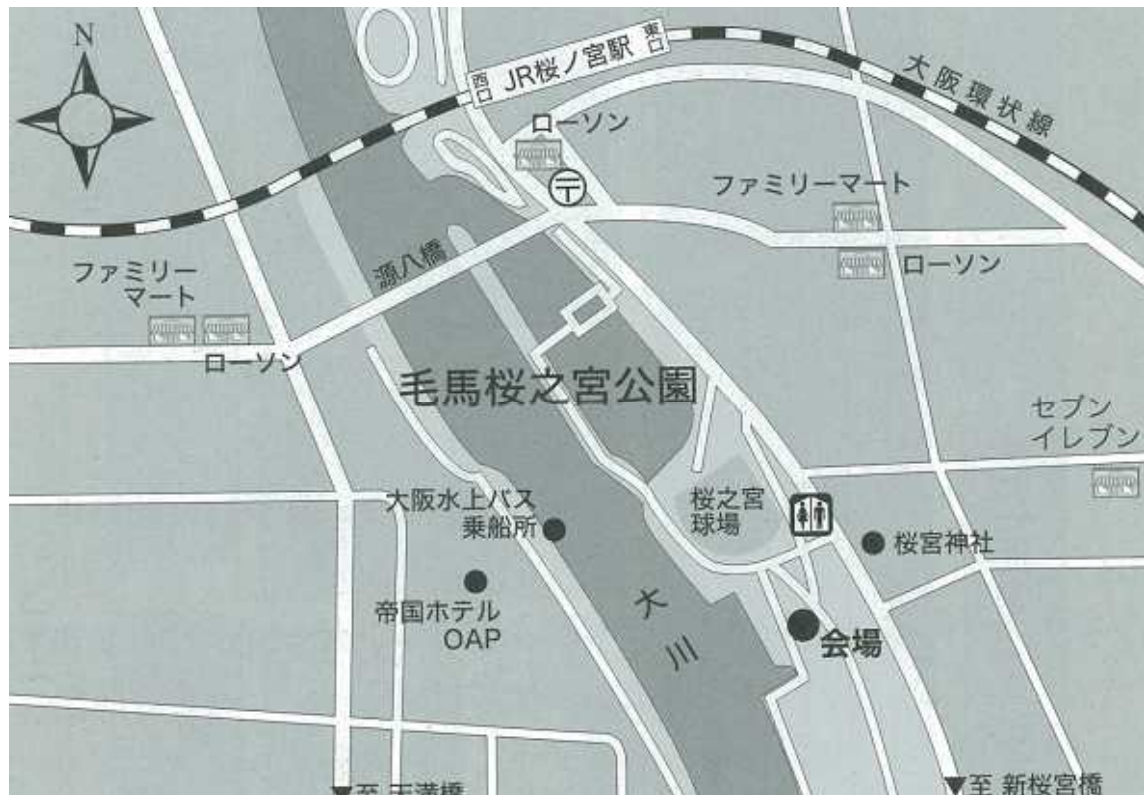 N
JR桜ノ宮駅
西口
東口
大阪環状線
ローソン
〒
ファミリーマート
ローソン
源八橋
ファミリー
マート
ローソン
毛馬桜之宮公園
セブン
イレブン
大阪水上バス
乗船所
桜之宮
球場
桜宮神社
帝国ホテル
OAP
大川
会場
▼至 天満橋
▼至 新桜宮橋